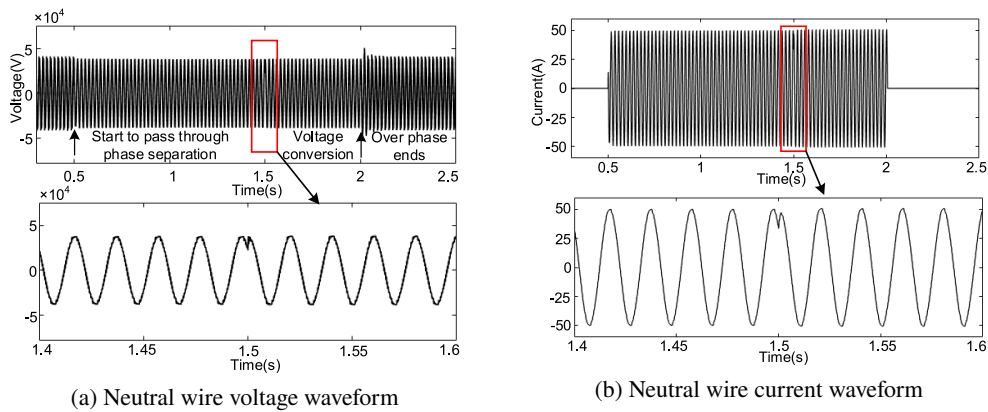 ×10⁴
5
0
-5
Voltage(V)
Start to pass through
phase separation
Voltage
conversion
Over phase
ends
0.5
1
1.5
2
2.5
Time(s)
×10⁴
5
0
-5
Voltage(V)
1.4
1.45
1.5
1.55
1.6
Time(s)
(a) Neutral wire voltage waveform
50
25
0
-25
-50
Current(A)
0.5
1
1.5
2
2.5
Time(s)
50
25
0
-25
-50
Current(A)
1.4
1.45
1.5
1.55
1.6
Time(s)
(b) Neutral wire current waveform